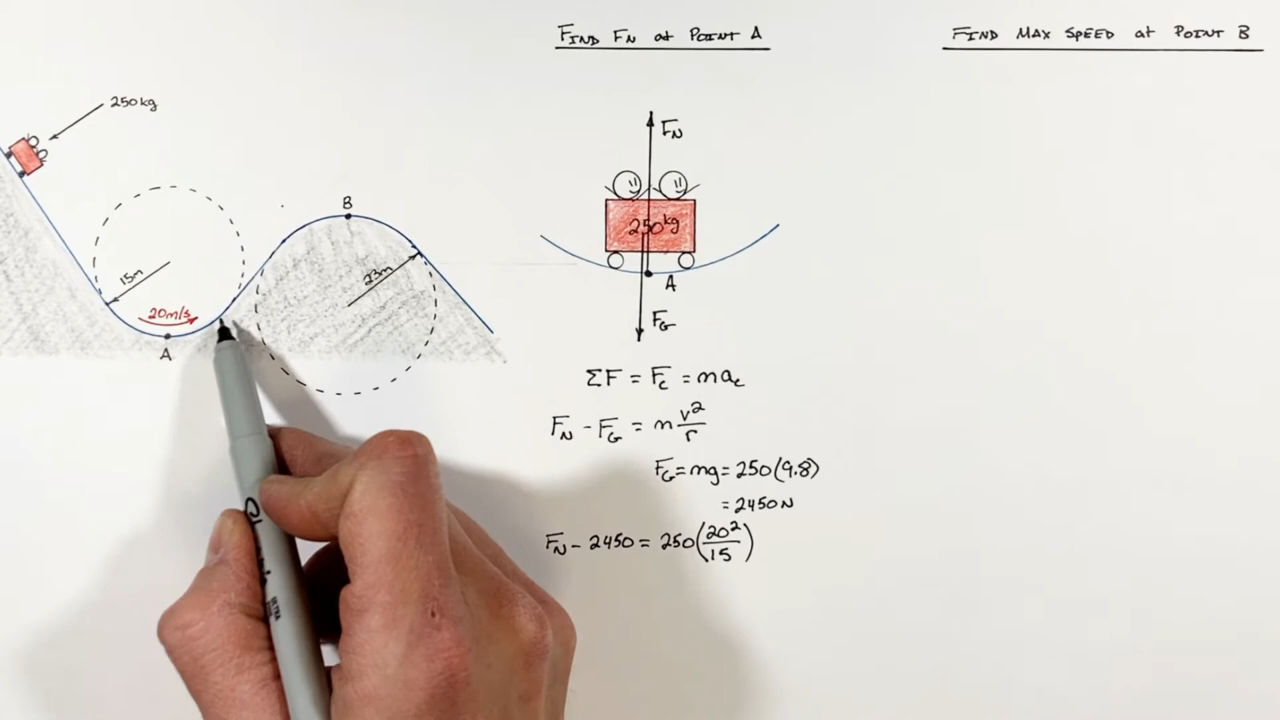 FIND FN at POINT A
FIND MAX SPEED at POINT B
250kg
B
15m
23m
20m/s
A
FN
250kg
A
FG
ΣF = Fc = mac
FN - FG = m v²/r
FG = mg = 250(9.8)
= 2450N
FN - 2450 = 250(20²/15)